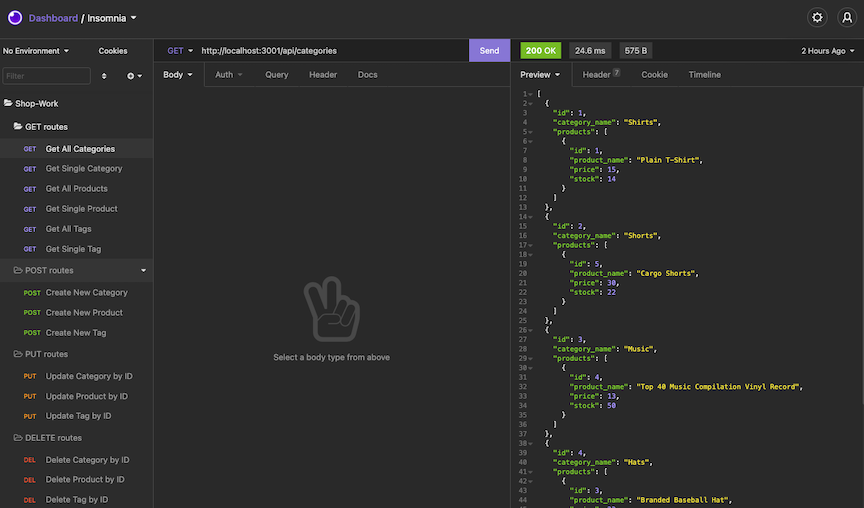 Dashboard / Insomnia
No Environment
Cookies
Filter
Shop-Work
GET routes
GET Get All Categories
GET Get Single Category
GET Get All Products
GET Get Single Product
GET Get All Tags
GET Get Single Tag
POST routes
POST Create New Category
POST Create New Product
POST Create New Tag
PUT routes
PUT Update Category by ID
PUT Update Product by ID
PUT Update Tag by ID
DELETE routes
DEL Delete Category by ID
DEL Delete Product by ID
DEL Delete Tag by ID
GET http://localhost:3001/api/categories Send
Body Auth Query Header Docs
Select a body type from above
200 OK 24.6 ms 575 B 2 Hours Ago
Preview Header 7 Cookie Timeline
1 [
2 {
3 "id": 1,
4 "category_name": "Shirts",
5 "products": [
6 {
7 "id": 1,
8 "product_name": "Plain T-Shirt",
9 "price": 15,
10 "stock": 14
11 }
12 ]
13 },
14 {
15 "id": 2,
16 "category_name": "Shorts",
17 "products": [
18 {
19 "id": 5,
20 "product_name": "Cargo Shorts",
21 "price": 30,
22 "stock": 22
23 }
24 ]
25 },
26 {
27 "id": 3,
28 "category_name": "Music",
29 "products": [
30 {
31 "id": 4,
32 "product_name": "Top 40 Music Compilation Vinyl Record",
33 "price": 13,
34 "stock": 50
35 }
36 ]
37 },
38 {
39 "id": 4,
40 "category_name": "Hats",
41 "products": [
42 {
43 "id": 3,
44 "product_name": "Branded Baseball Hat",